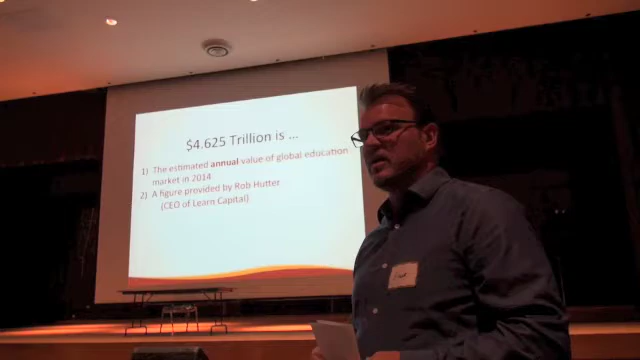 $4.625 Trillion is ...
1) The estimated annual value of global education
market in 2014
2) A figure provided by Rob Hutter
(CEO of Learn Capital)